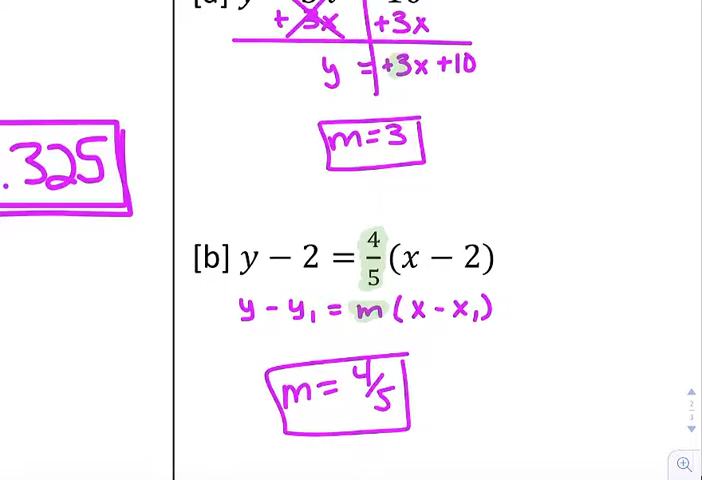 + 3x +3x
y = +3x +10
m=3
.325
[b] y − 2 = 4/5 (x − 2)
y - y₁ = m (x - x₁)
m = 4/5